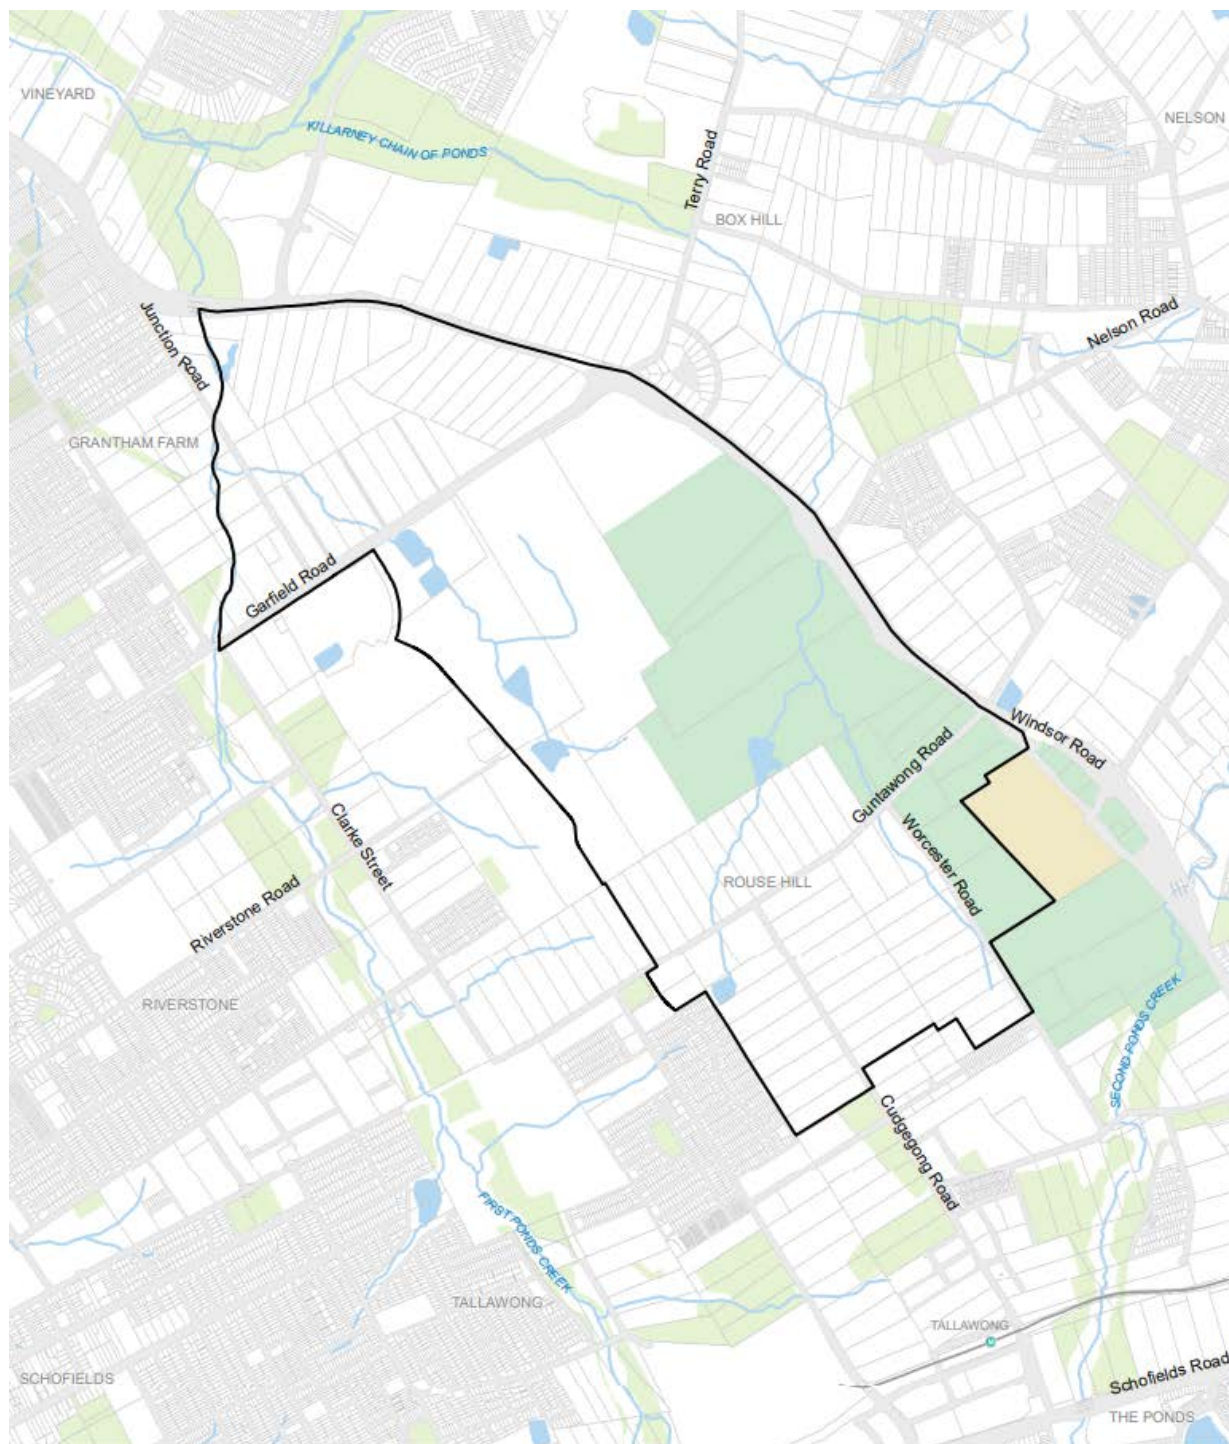 VINEYARD
NELSON
KILLARNEY CHAIN OF PONDS
Terry Road
BOX HILL
Junction Road
Nelson Road
GRANTHAM FARM
Garfield Road
Windsor Road
Guntawong Road
Clarke Street
Worcester Road
ROUSE HILL
Riverstone Road
RIVERSTONE
SECOND PONDS CREEK
Cudgegong Road
FIRST PONDS CREEK
TALLAWONG
TALLAWONG
M
SCHOFIELDS
Schofields Road
THE PONDS